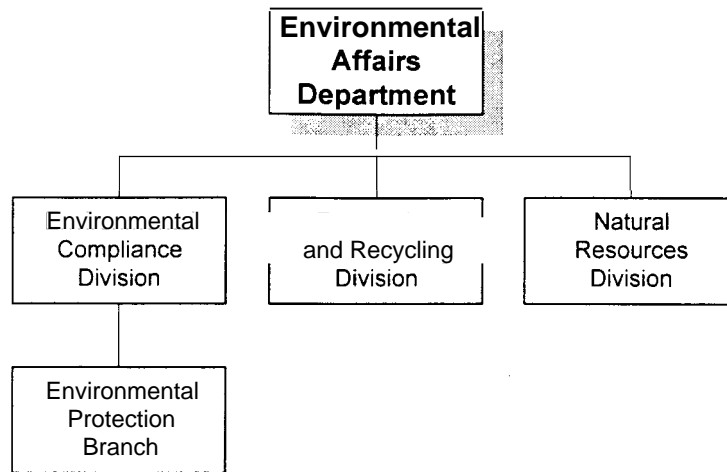 Environmental
Affairs
Department
Environmental
Compliance
Division
and Recycling
Division
Natural
Resources
Division
Environmental
Protection
Branch